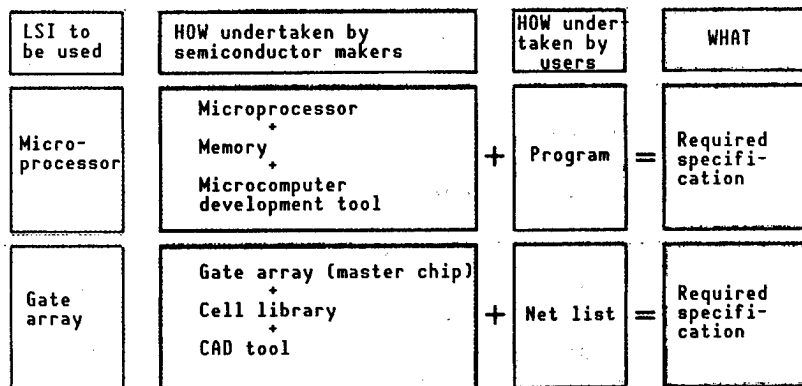 LSI to
be used
HOW undertaken by
semiconductor makers
HOW under-
taken by
users
WHAT
Micro-
processor
Microprocessor
+
Memory
+
Microcomputer
development tool
+
Program
=
Required
specifi-
cation
Gate
array
Gate array (master chip)
+
Cell library
+
CAD tool
+
Net list
=
Required
specifi-
cation